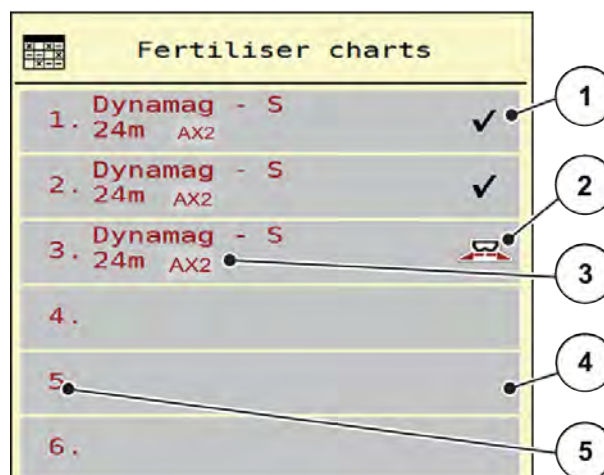 Fertiliser charts
1. Dynamag - S
24m AX2
2. Dynamag - S
24m AX2
3. Dynamag - S
24m AX2
4.
5.
6.
1
2
3
4
5